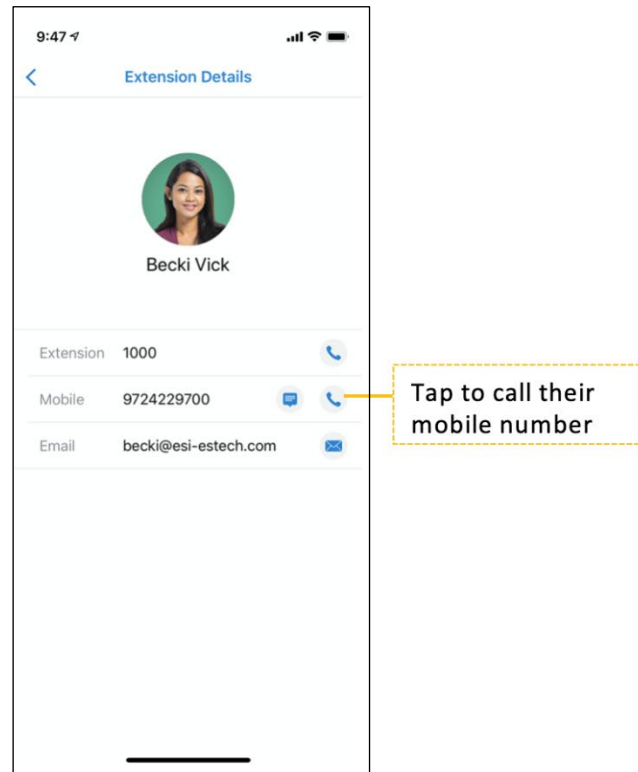 9:47
Extension Details
Becki Vick
Extension 1000
Mobile 9724229700
Email becki@esi-estech.com
Tap to call their
mobile number